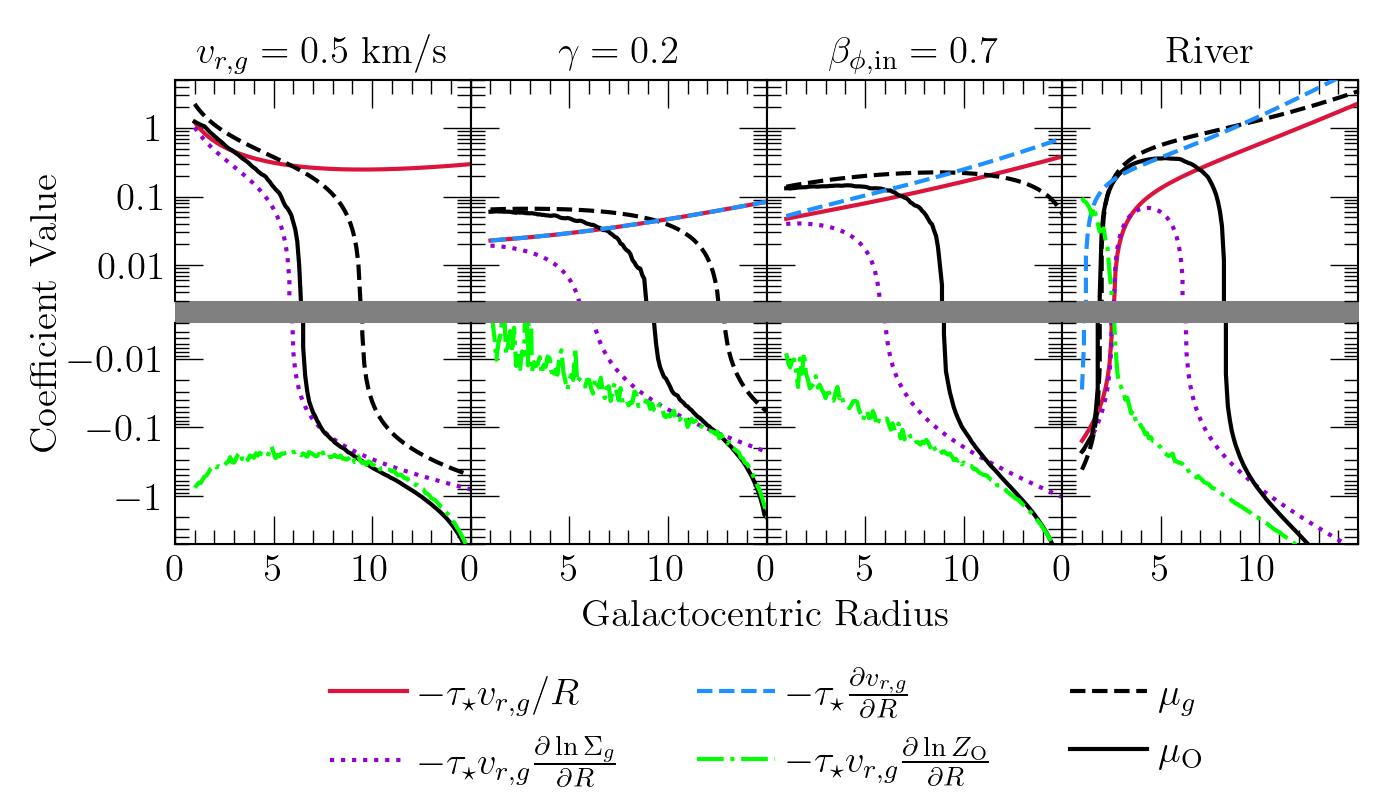 v_{r,g} = 0.5 km/s γ = 0.2 β_{ϕ,in} = 0.7 River
Coefficient Value
1
0.1
0.01
−0.01
−0.1
−1
0 5 10 0 5 10 0 5 10 0 5 10
Galactocentric Radius
−τ⋆v_{r,g}/R −τ⋆ ∂v_{r,g}/∂R μ_g
−τ⋆v_{r,g} ∂ ln Σ_g/∂R −τ⋆v_{r,g} ∂ ln Z_O/∂R μ_O